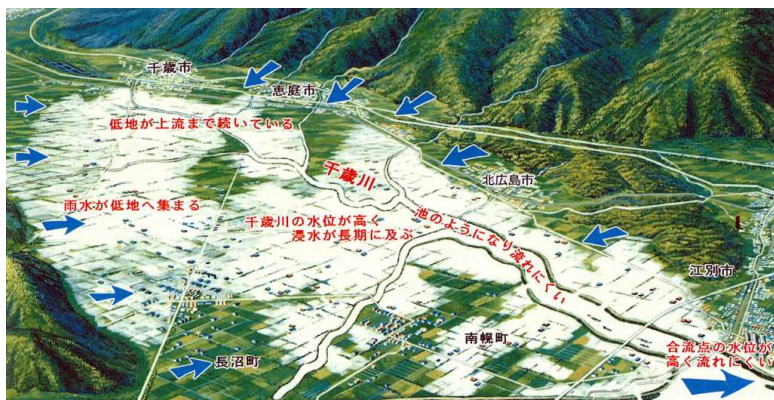 千歳市
恵庭市
低地が上流まで続いている
千歳川
北広島市
雨水が低地へ集まる
千歳川の水位が高く
浸水が長期に及ぶ
池のようになり流れにくい
江別市
南幌町
長沼町
合流点の水位が
高く流れにくい